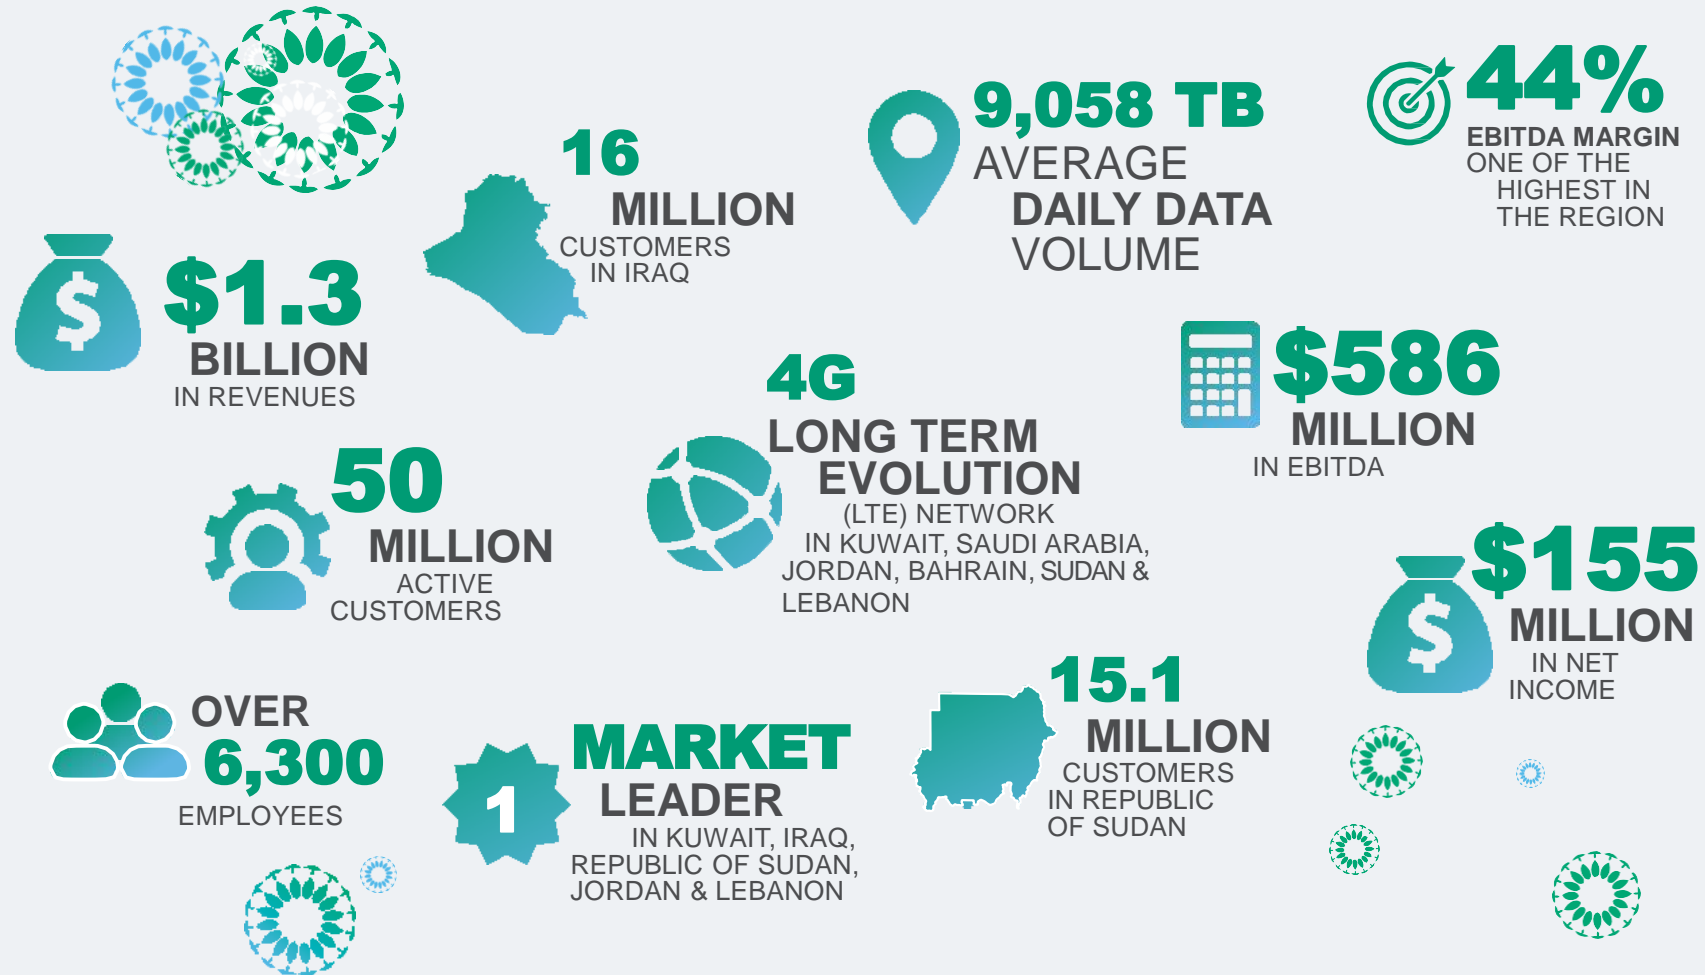 16
MILLION
CUSTOMERS
IN IRAQ
9,058 TB
AVERAGE
DAILY DATA
VOLUME
44%
EBITDA MARGIN
ONE OF THE
HIGHEST IN
THE REGION
$
$1.3
BILLION
IN REVENUES
4G
LONG TERM
EVOLUTION
(LTE) NETWORK
IN KUWAIT, SAUDI ARABIA,
JORDAN, BAHRAIN, SUDAN &
LEBANON
$586
MILLION
IN EBITDA
50
MILLION
ACTIVE
CUSTOMERS
$
$155
MILLION
IN NET
INCOME
OVER
6,300
EMPLOYEES
1
MARKET
LEADER
IN KUWAIT, IRAQ,
REPUBLIC OF SUDAN,
JORDAN & LEBANON
15.1
MILLION
CUSTOMERS
IN REPUBLIC
OF SUDAN